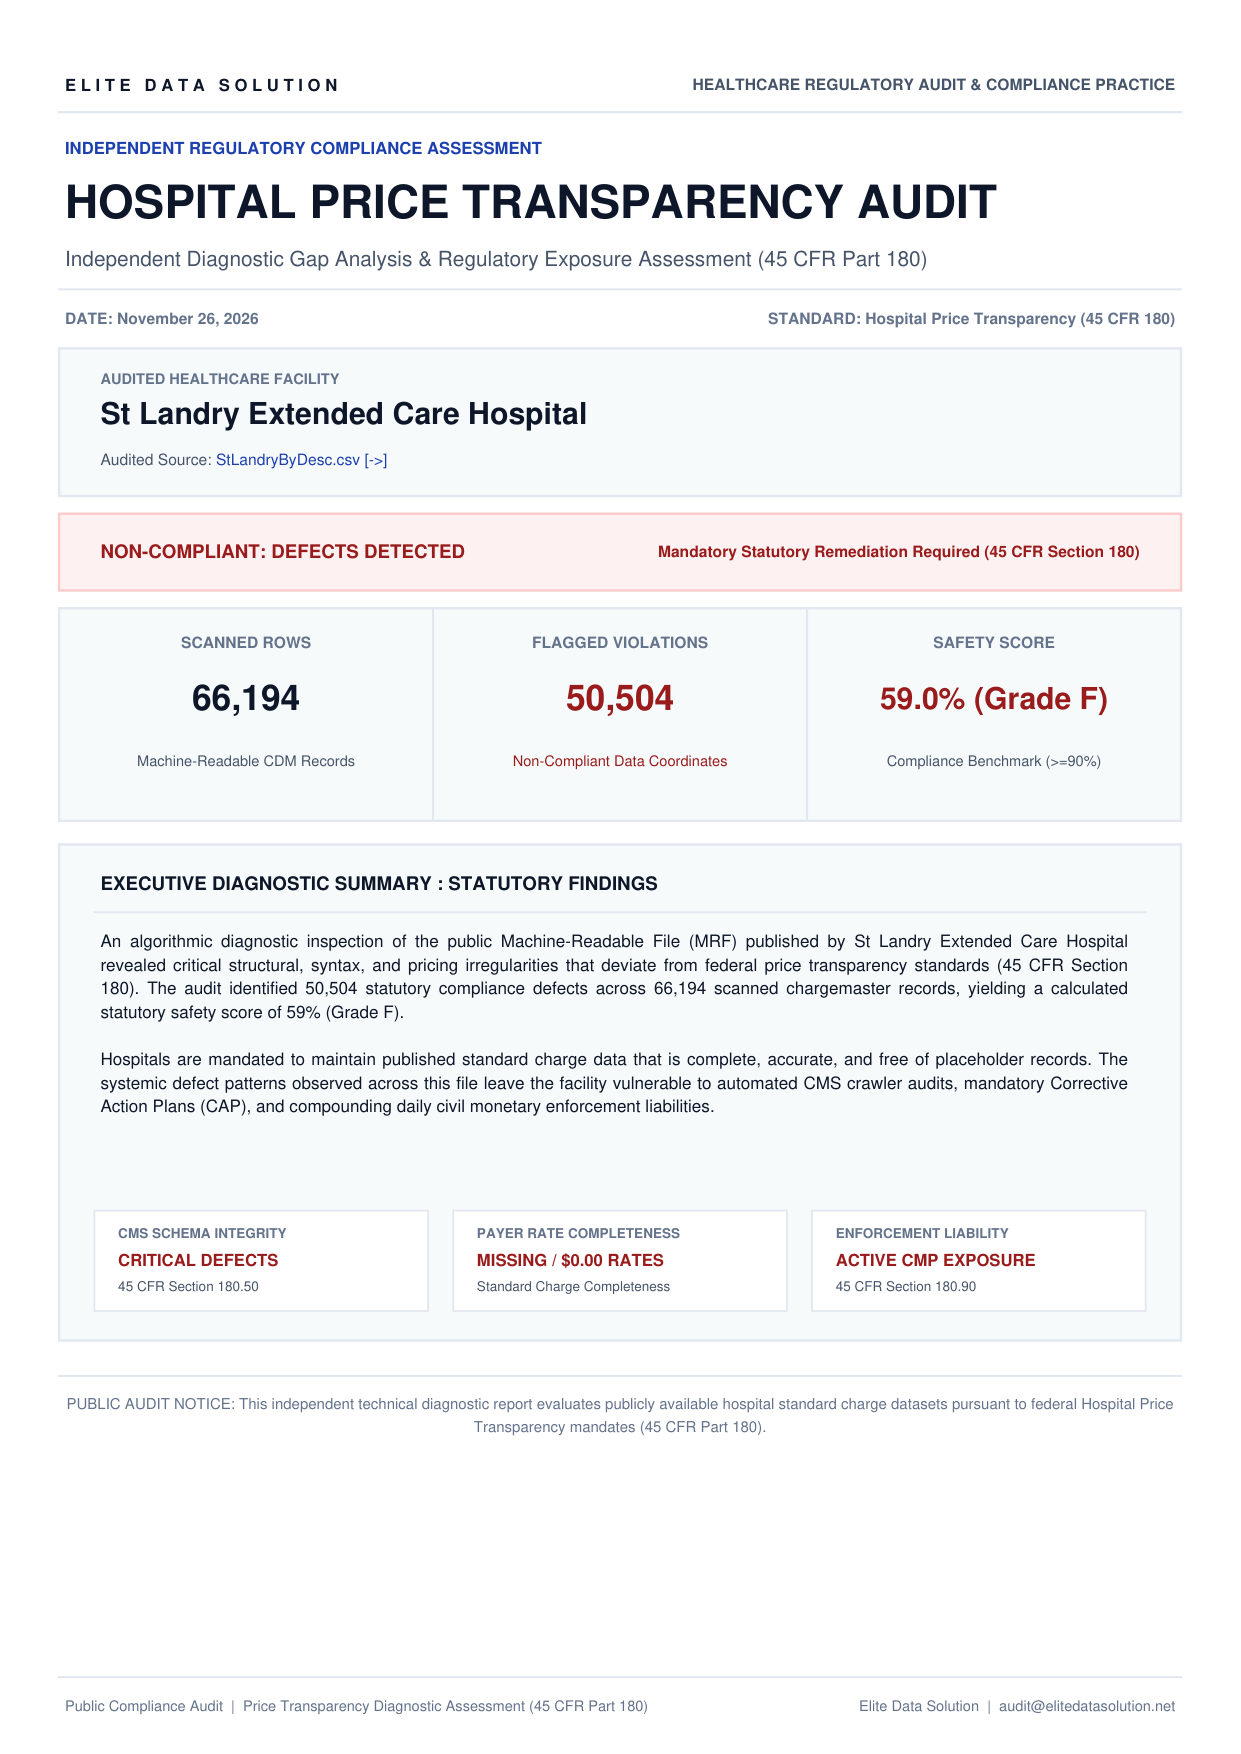 ELITE DATA SOLUTION
HEALTHCARE REGULATORY AUDIT & COMPLIANCE PRACTICE
INDEPENDENT REGULATORY COMPLIANCE ASSESSMENT
HOSPITAL PRICE TRANSPARENCY AUDIT
Independent Diagnostic Gap Analysis & Regulatory Exposure Assessment (45 CFR Part 180)
DATE: November 26, 2026
STANDARD: Hospital Price Transparency (45 CFR 180)
AUDITED HEALTHCARE FACILITY
St Landry Extended Care Hospital
Audited Source: StLandryByDesc.csv [->]
NON-COMPLIANT: DEFECTS DETECTED
Mandatory Statutory Remediation Required (45 CFR Section 180)
SCANNED ROWS
66,194
Machine-Readable CDM Records
FLAGGED VIOLATIONS
50,504
Non-Compliant Data Coordinates
SAFETY SCORE
59.0% (Grade F)
Compliance Benchmark (>=90%)
EXECUTIVE DIAGNOSTIC SUMMARY : STATUTORY FINDINGS
An algorithmic diagnostic inspection of the public Machine-Readable File (MRF) published by St Landry Extended Care Hospital
revealed critical structural, syntax, and pricing irregularities that deviate from federal price transparency standards (45 CFR Section
180). The audit identified 50,504 statutory compliance defects across 66,194 scanned chargemaster records, yielding a calculated
statutory safety score of 59% (Grade F).
Hospitals are mandated to maintain published standard charge data that is complete, accurate, and free of placeholder records. The
systemic defect patterns observed across this file leave the facility vulnerable to automated CMS crawler audits, mandatory Corrective
Action Plans (CAP), and compounding daily civil monetary enforcement liabilities.
CMS SCHEMA INTEGRITY
CRITICAL DEFECTS
45 CFR Section 180.50
PAYER RATE COMPLETENESS
MISSING / $0.00 RATES
Standard Charge Completeness
ENFORCEMENT LIABILITY
ACTIVE CMP EXPOSURE
45 CFR Section 180.90
PUBLIC AUDIT NOTICE: This independent technical diagnostic report evaluates publicly available hospital standard charge datasets pursuant to federal Hospital Price
Transparency mandates (45 CFR Part 180).
Public Compliance Audit | Price Transparency Diagnostic Assessment (45 CFR Part 180)
Elite Data Solution | audit@elitedatasolution.net